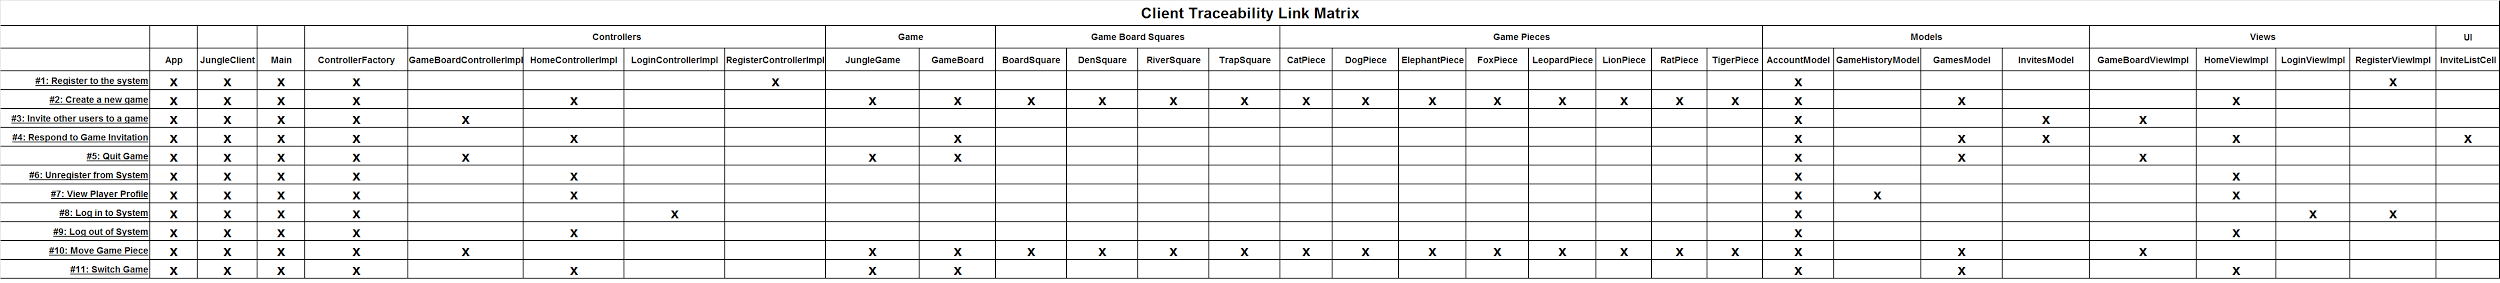 Client Traceability Link Matrix
Controllers Game Game Board Squares Game Pieces Models Views UI
App JungleClient Main ControllerFactory GameBoardControllerImpl HomeControllerImpl LoginControllerImpl RegisterControllerImpl JungleGame GameBoard BoardSquare DenSquare RiverSquare TrapSquare CatPiece DogPiece ElephantPiece FoxPiece LeopardPiece LionPiece RatPiece TigerPiece AccountModel GameHistoryModel GamesModel InvitesModel GameBoardViewImpl HomeViewImpl LoginViewImpl RegisterViewImpl InviteListCell
#1: Register to the system x x x x x x x
#2: Create a new game x x x x x x x x x x x x x x x x x x x x x x
#3: Invite other users to a game x x x x x x x x
#4: Respond to Game Invitation x x x x x x x x x x x
#5: Quit Game x x x x x x x x x x
#6: Unregister from System x x x x x x x
#7: View Player Profile x x x x x x x x
#8: Log in to System x x x x x x x x
#9: Log out of System x x x x x x x
#10: Move Game Piece x x x x x x x x x x x x x x x x x x x x x x
#11: Switch Game x x x x x x x x x x